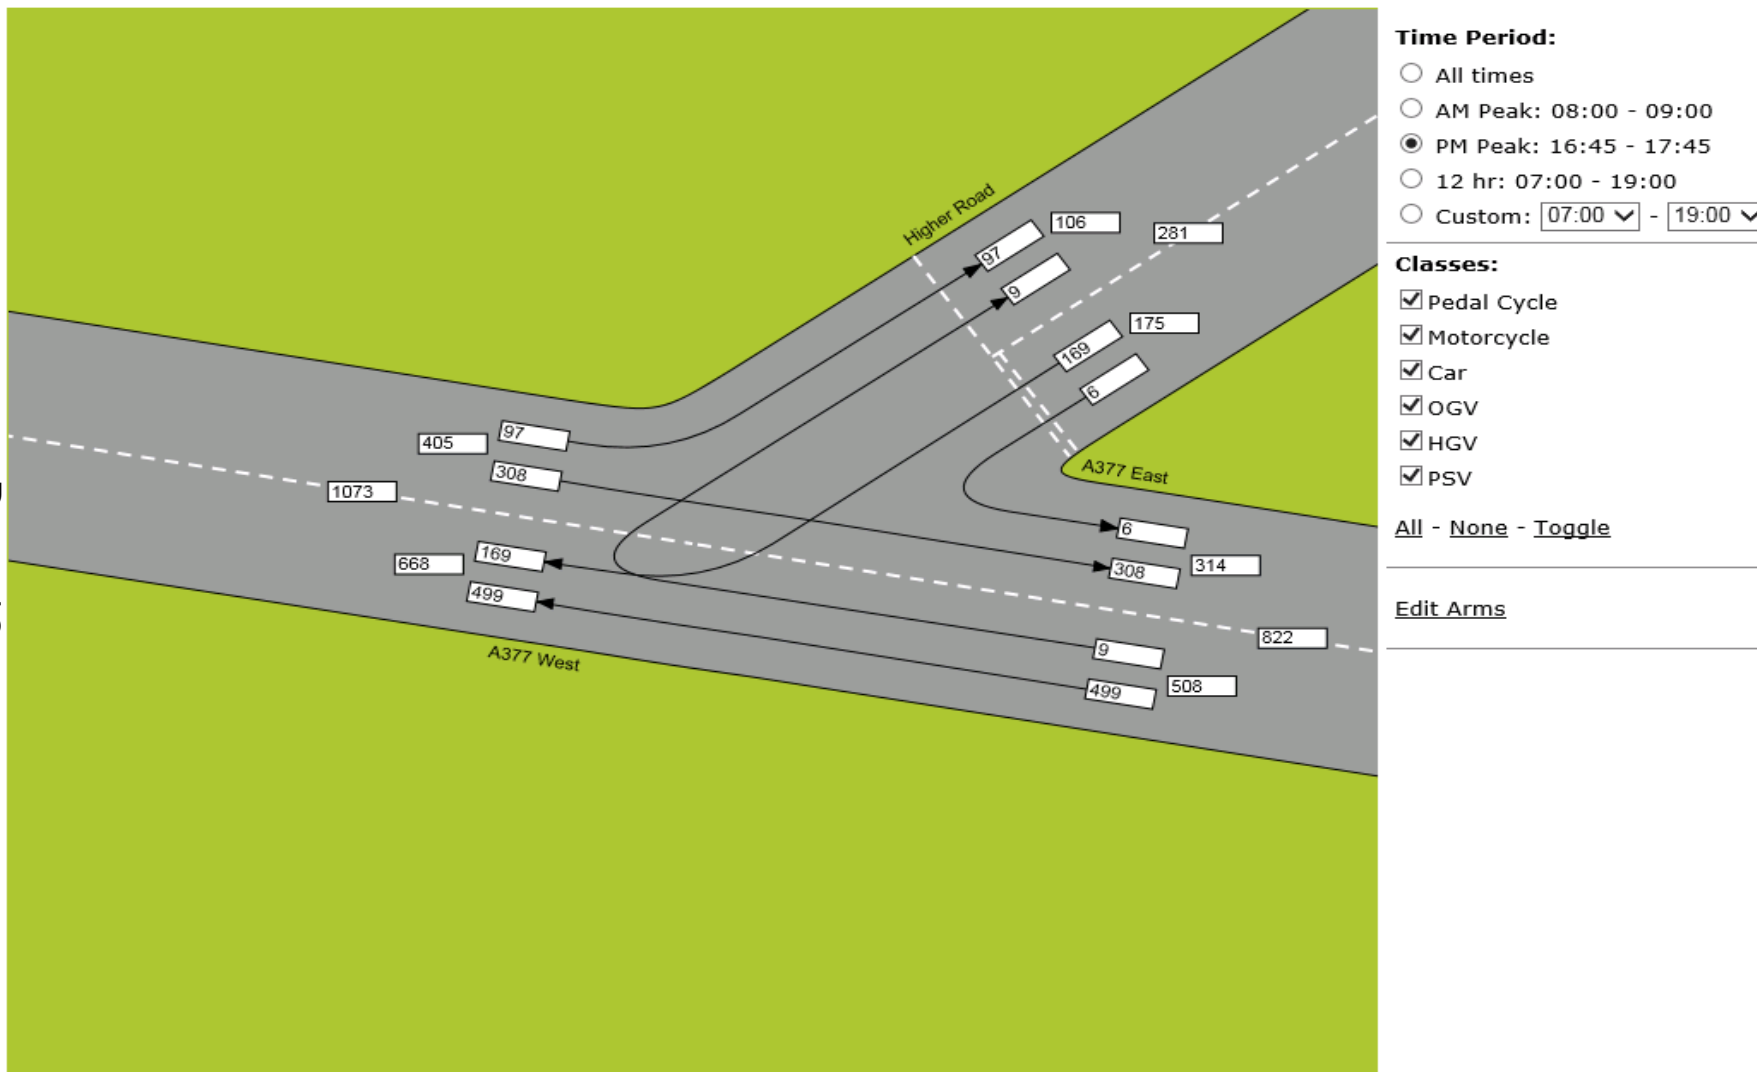 Higher Road
97
106
281
9
175
169
6
A377 East
97
405
308
1073
6
169
668
308
314
499
822
A377 West
9
499
508
Time Period:
All times
AM Peak: 08:00 - 09:00
PM Peak: 16:45 - 17:45
12 hr: 07:00 - 19:00
Custom: 07:00 - 19:00
Classes:
Pedal Cycle
Motorcycle
Car
OGV
HGV
PSV
All - None - Toggle
Edit Arms